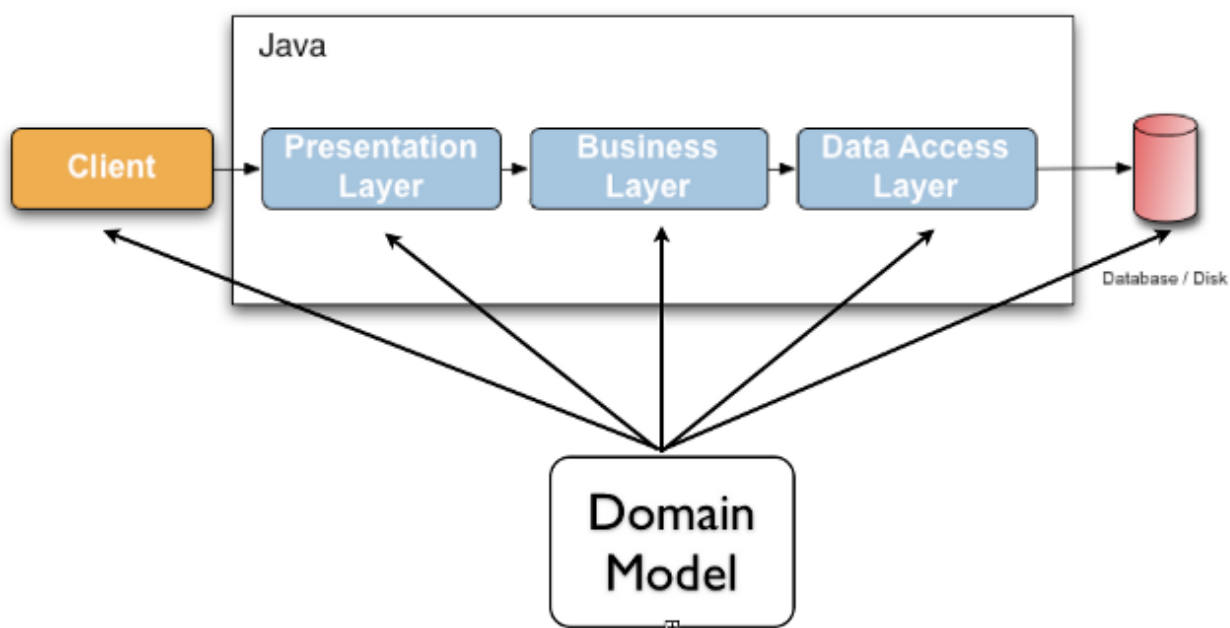 Java
Client
Presentation
Layer
Business
Layer
Data Access
Layer
Database / Disk
Domain
Model